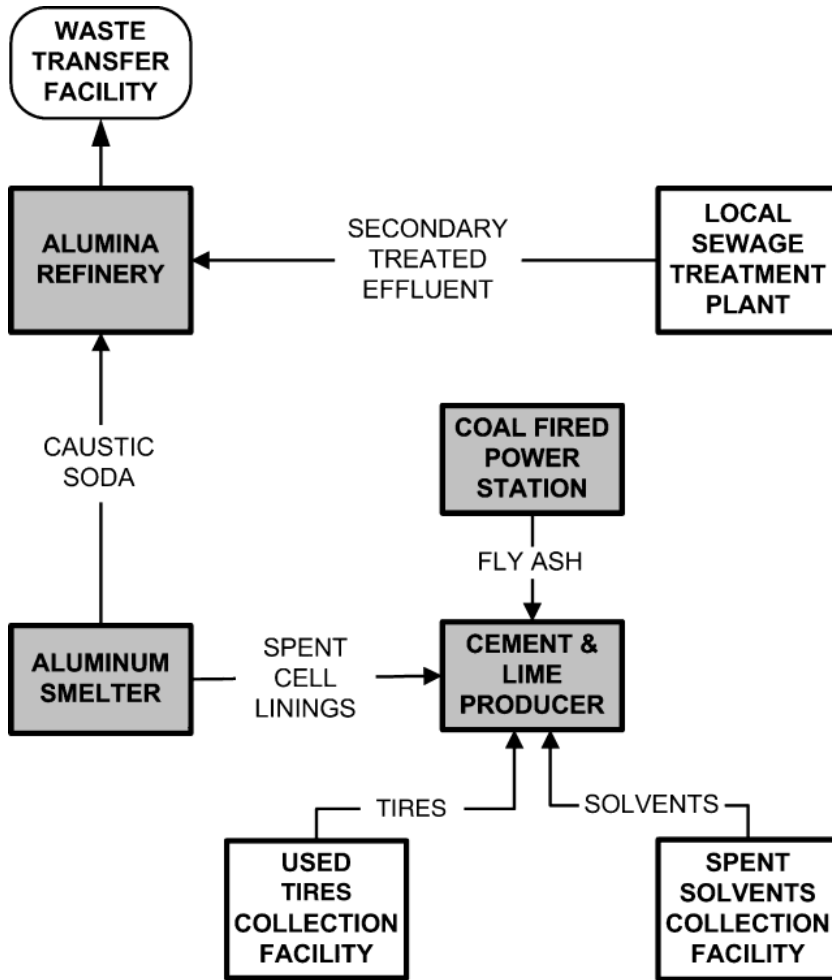 WASTE
TRANSFER
FACILITY
ALUMINA
REFINERY
SECONDARY
TREATED
EFFLUENT
LOCAL
SEWAGE
TREATMENT
PLANT
CAUSTIC
SODA
COAL FIRED
POWER
STATION
FLY ASH
ALUMINUM
SMELTER
SPENT
CELL
LININGS
CEMENT &
LIME
PRODUCER
TIRES
SOLVENTS
USED
TIRES
COLLECTION
FACILITY
SPENT
SOLVENTS
COLLECTION
FACILITY